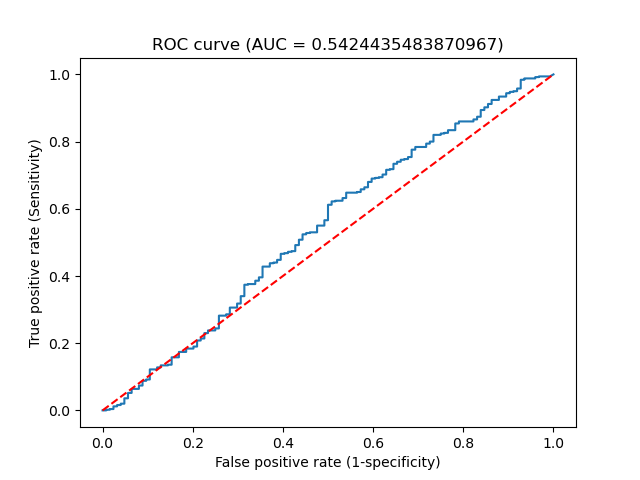 ROC curve (AUC = 0.5424435483870967)
True positive rate (Sensitivity)
1.0
0.8
0.6
0.4
0.2
0.0
0.0 0.2 0.4 0.6 0.8 1.0
False positive rate (1-specificity)